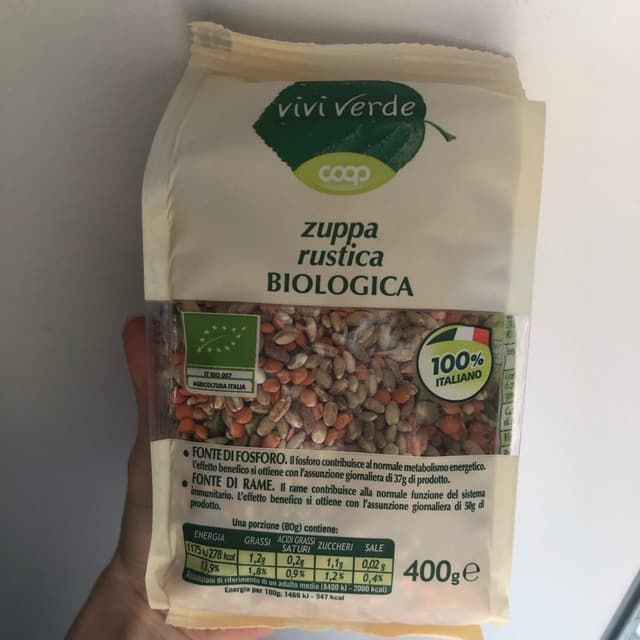 vivi verde
coop
zuppa
rustica
BIOLOGICA
IT BIO 007
AGRICOLTURA ITALIA
100%
ITALIANO
• FONTE DI FOSFORO. Il fosforo contribuisce al normale metabolismo energetico.
L'effetto benefico si ottiene con l'assunzione giornaliera di 37g di prodotto.
• FONTE DI RAME. Il rame contribuisce alla normale funzione del sistema
immunitario. L'effetto benefico si ottiene con l'assunzione giornaliera di 50g di
prodotto.
Una porzione (80g) contiene:
ENERGIA GRASSI ACIDI GRASSI SATURI ZUCCHERI SALE
1175 kJ 278 kcal 1,2g 0,2g 1,1g 0,02 g
13,9% 1,8% 0,9% 1,2% 0,4%
Assunzioni di riferimento di un adulto medio (8400 kJ - 2000 kcal)
Energia per 100g: 1468 kJ - 347 kcal
400g e